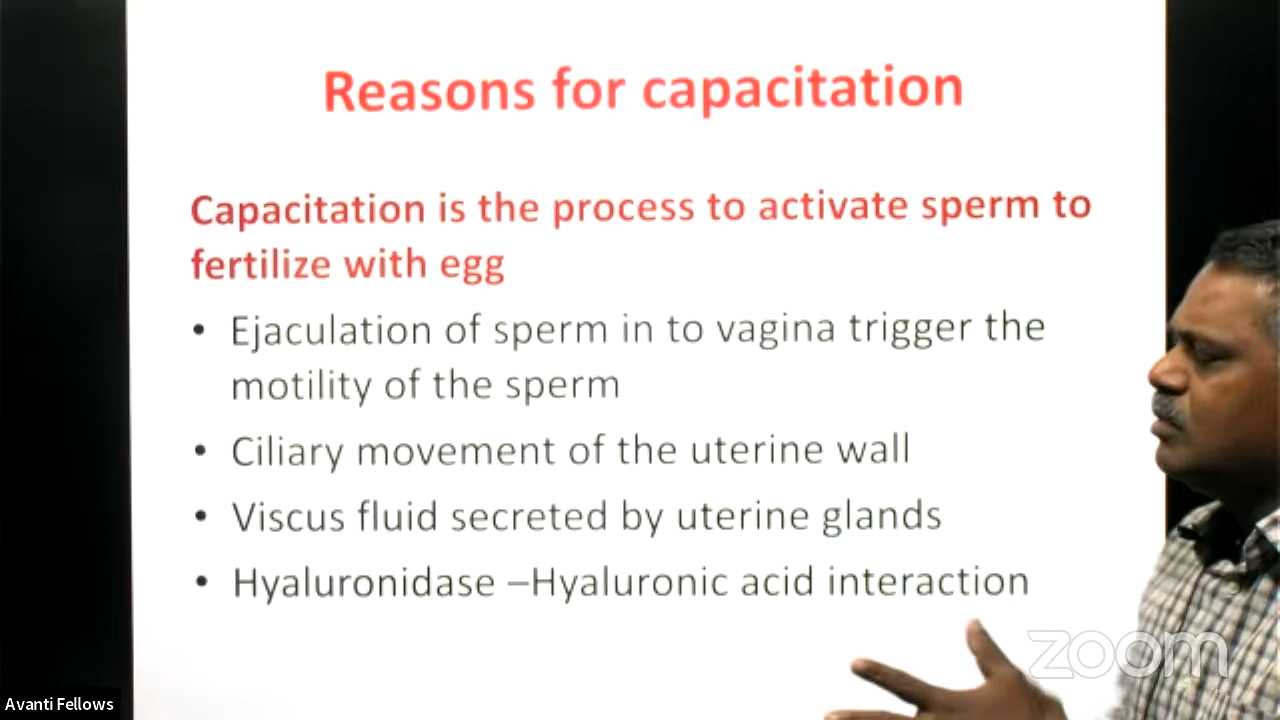 Reasons for capacitation
Capacitation is the process to activate sperm to
fertilize with egg
• Ejaculation of sperm in to vagina trigger the
motility of the sperm
• Ciliary movement of the uterine wall
• Viscus fluid secreted by uterine glands
• Hyaluronidase –Hyaluronic acid interaction
zoom
Avanti Fellows